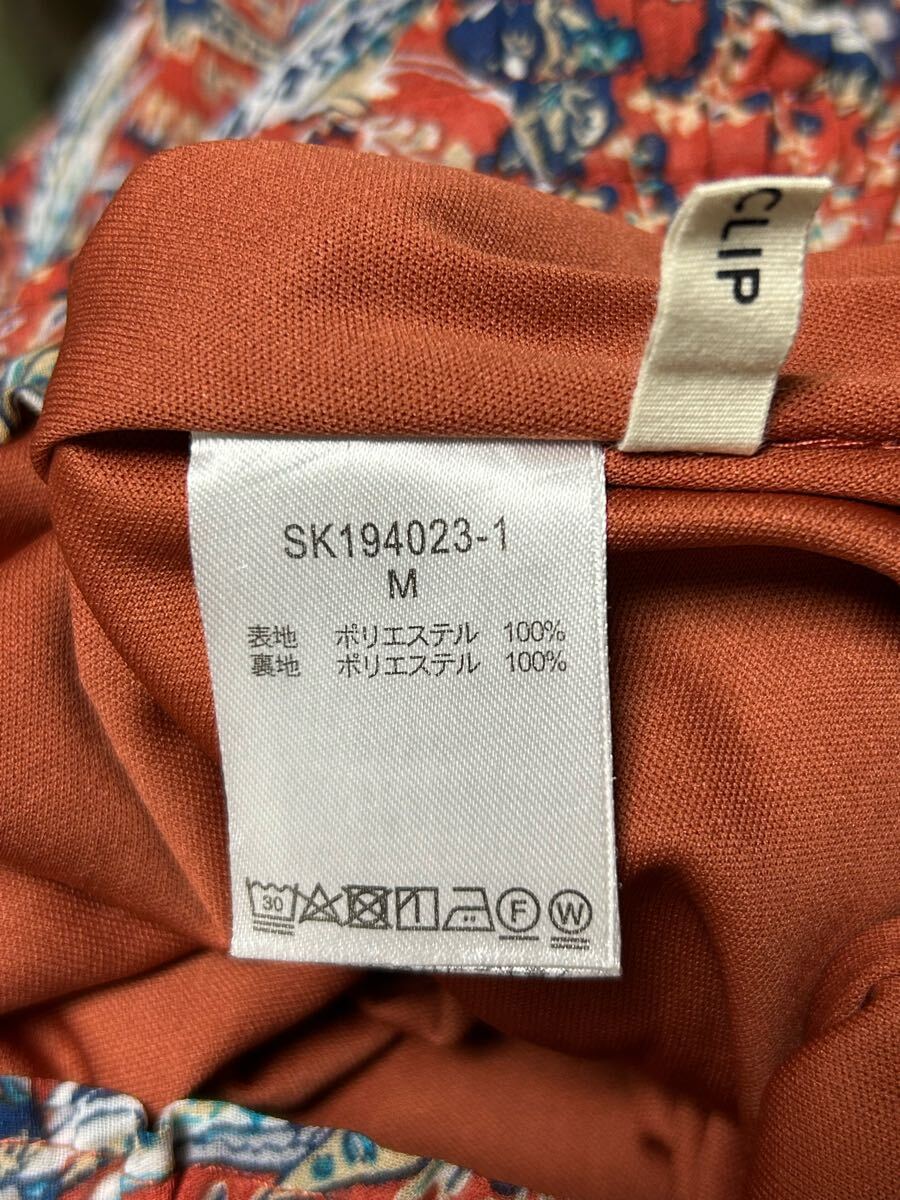 CLIP
SK194023-1
M
表地 ポリエステル 100%
裏地 ポリエステル 100%
30
F
W